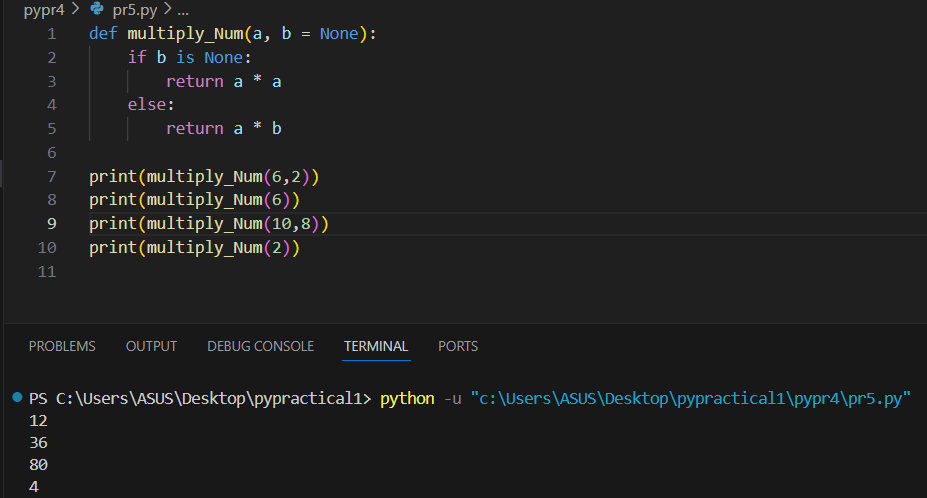 pypr4 > pr5.py > ...
1 def multiply_Num(a, b = None):
2     if b is None:
3         return a * a
4     else:
5         return a * b
6
7 print(multiply_Num(6,2))
8 print(multiply_Num(6))
9 print(multiply_Num(10,8))
10 print(multiply_Num(2))
11
PROBLEMS OUTPUT DEBUG CONSOLE TERMINAL PORTS
PS C:\Users\ASUS\Desktop\pypractical1> python -u "c:\Users\ASUS\Desktop\pypractical1\pypr4\pr5.py"
12
36
80
4